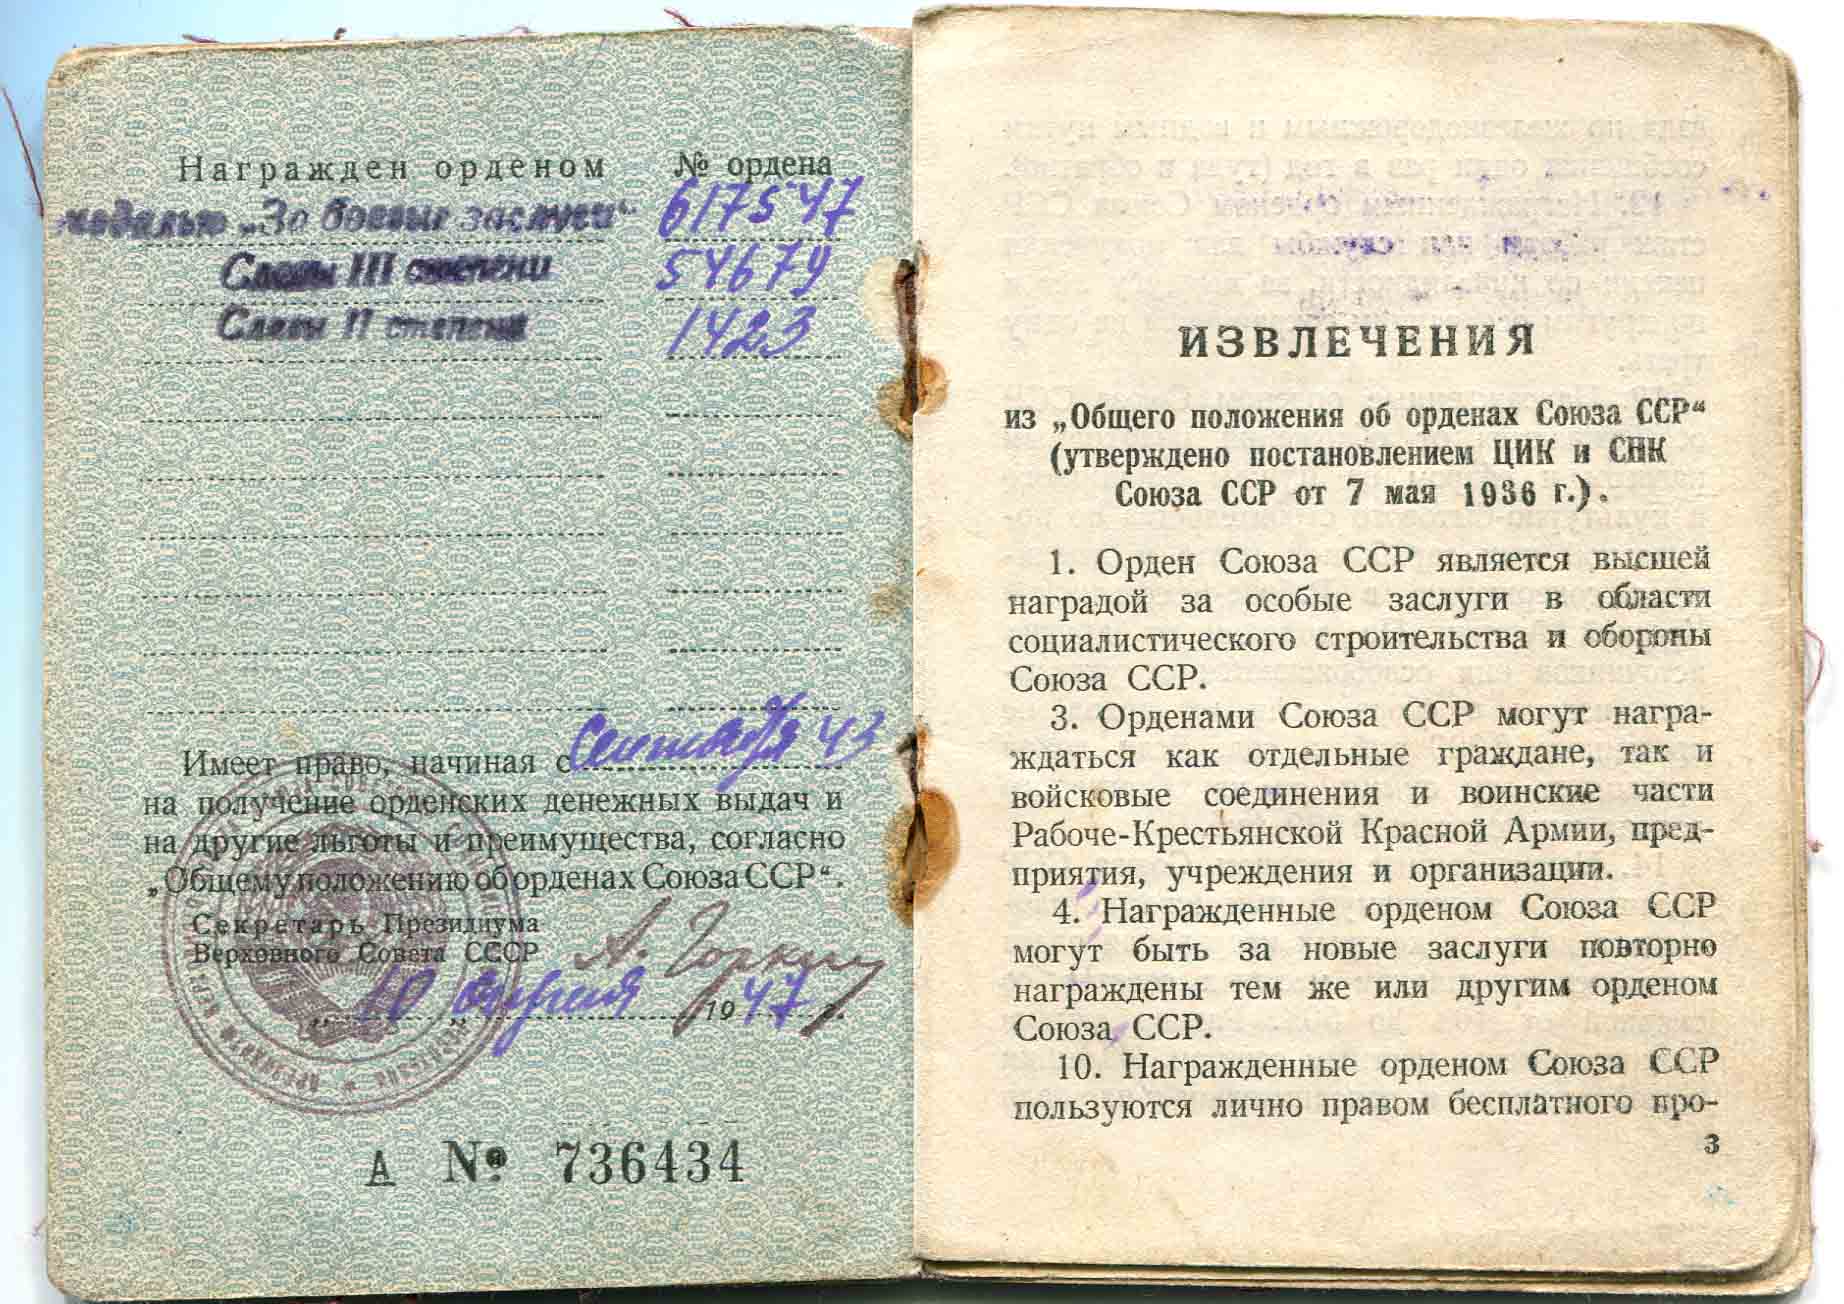 Награжден орденом № ордена
медалью „За боевые заслуги“ 617547
Славы III степени 54679
Славы II степени 1423
Имеет право, начиная с Сентября 43
на получение орденских денежных выдач и
на другие льготы и преимущества, согласно
„Общему положению об орденах Союза ССР“.
Секретарь Президиума
Верховного Совета СССР А. Горкин
„10 апреля 1947 г.
А № 736434
ИЗВЛЕЧЕНИЯ
из „Общего положения об орденах Союза ССР“
(утверждено постановлением ЦИК и СНК
Союза ССР от 7 мая 1936 г.).
1. Орден Союза ССР является высшей
наградой за особые заслуги в области
социалистического строительства и обороны
Союза ССР.
3. Орденами Союза ССР могут награ-
ждаться как отдельные граждане, так и
войсковые соединения и воинские части
Рабоче-Крестьянской Красной Армии, пред-
приятия, учреждения и организации.
4. Награжденные орденом Союза ССР
могут быть за новые заслуги повторно
награждены тем же или другим орденом
Союза ССР.
10. Награжденные орденом Союза ССР
пользуются лично правом бесплатного про-
3